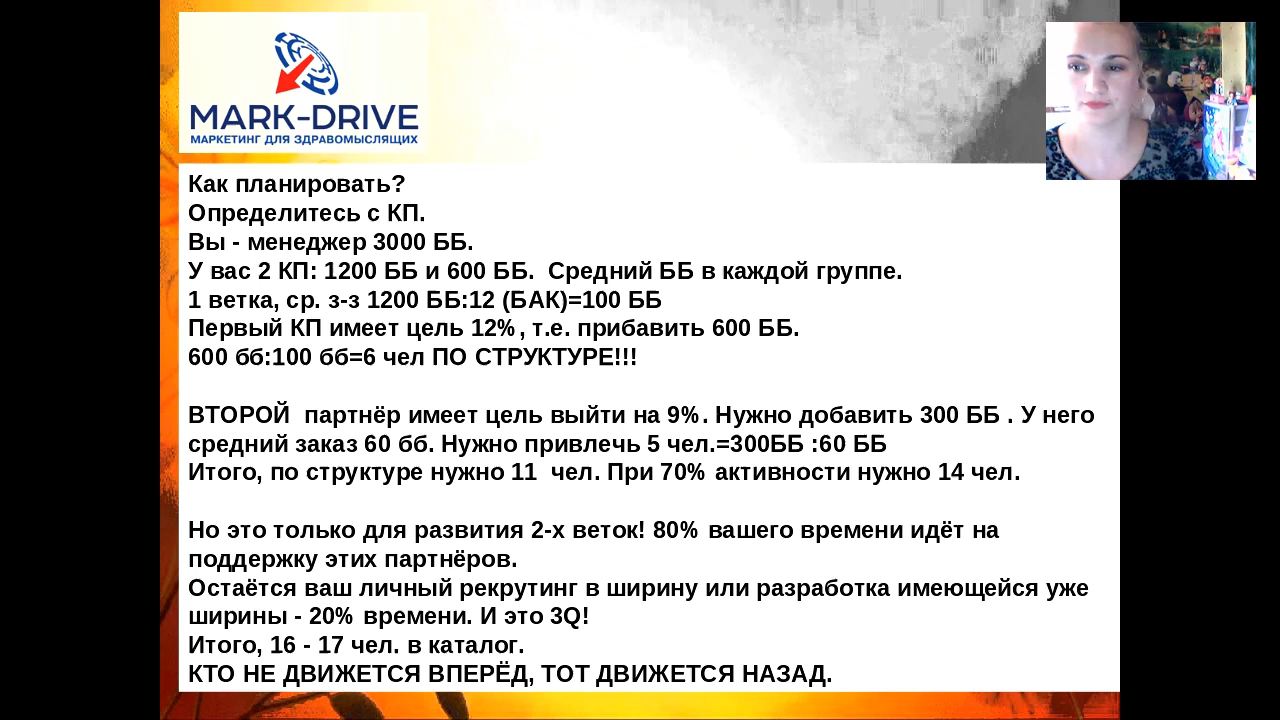 MARK-DRIVE
МАРКЕТИНГ ДЛЯ ЗДРАВОМЫСЛЯЩИХ
Как планировать?
Определитесь с КП.
Вы - менеджер 3000 ББ.
У вас 2 КП: 1200 ББ и 600 ББ.  Средний ББ в каждой группе.
1 ветка, ср. з-з 1200 ББ:12 (БАК)=100 ББ
Первый КП имеет цель 12%, т.е. прибавить 600 ББ.
600 бб:100 бб=6 чел ПО СТРУКТУРЕ!!!
ВТОРОЙ  партнёр имеет цель выйти на 9%. Нужно добавить 300 ББ . У него
средний заказ 60 бб. Нужно привлечь 5 чел.=300ББ :60 ББ
Итого, по структуре нужно 11  чел. При 70% активности нужно 14 чел.
Но это только для развития 2-х веток! 80% вашего времени идёт на
поддержку этих партнёров.
Остаётся ваш личный рекрутинг в ширину или разработка имеющейся уже
ширины - 20% времени. И это 3Q!
Итого, 16 - 17 чел. в каталог.
КТО НЕ ДВИЖЕТСЯ ВПЕРЁД, ТОТ ДВИЖЕТСЯ НАЗАД.